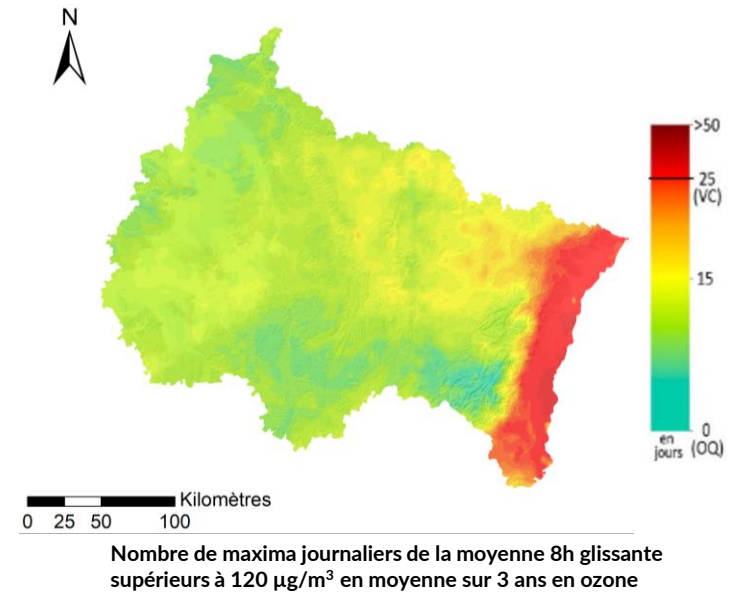 N
>50
25
(VC)
15
0
en
jours (OQ)
Kilomètres
0 25 50 100
Nombre de maxima journaliers de la moyenne 8h glissante
supérieurs à 120 µg/m³ en moyenne sur 3 ans en ozone